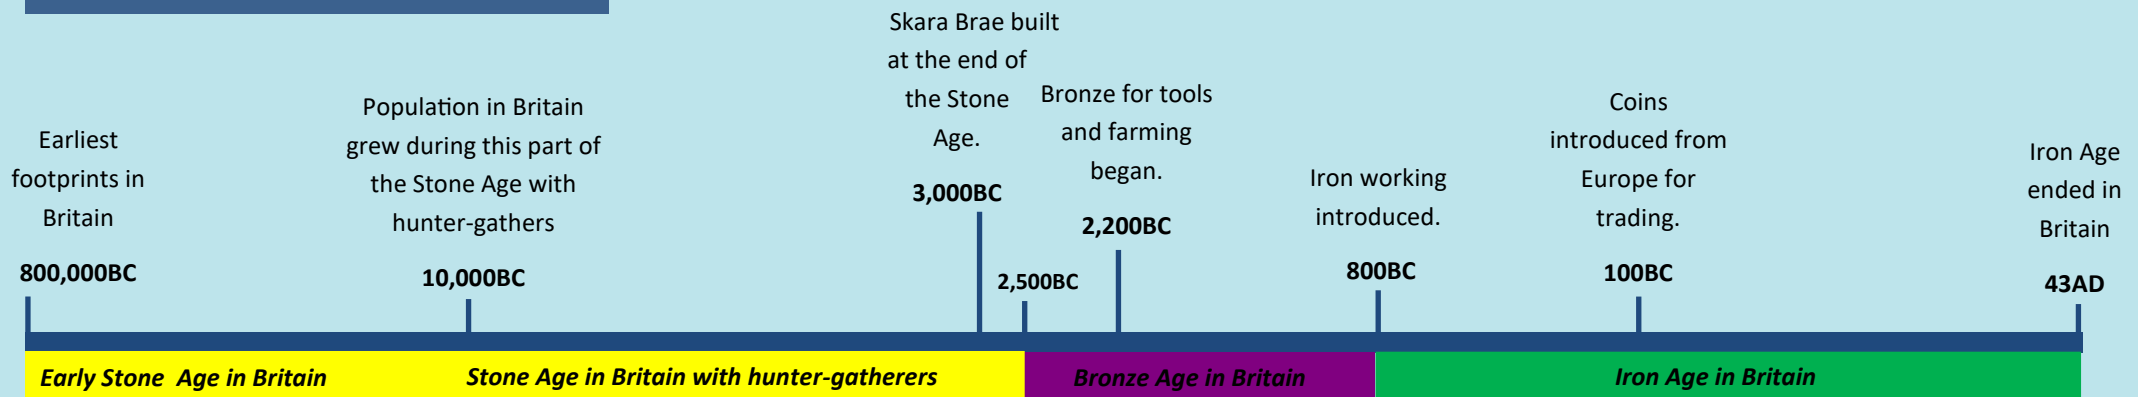 Earliest
footprints in
Britain
800,000BC
Population in Britain
grew during this part of
the Stone Age with
hunter-gathers
10,000BC
Skara Brae built
at the end of
the Stone
Age.
3,000BC
2,500BC
Bronze for tools
and farming
began.
2,200BC
Iron working
introduced.
800BC
Coins
introduced from
Europe for
trading.
100BC
Iron Age
ended in
Britain
43AD
Early Stone  Age in Britain
Stone Age in Britain with hunter-gatherers
Bronze Age in Britain
Iron Age in Britain